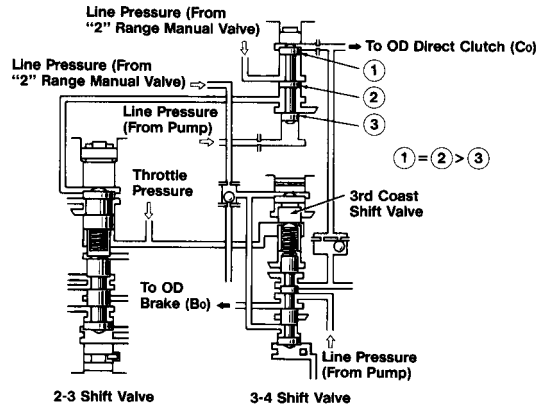 Line Pressure (From
“2” Range Manual Valve)
To OD Direct Clutch (C0)
Line Pressure (From
“2” Range Manual Valve)
1
2
Line Pressure
(From Pump)
3
1 = 2 > 3
Throttle
Pressure
3rd Coast
Shift Valve
To OD
Brake (B0)
Line Pressure
(From Pump)
2-3 Shift Valve
3-4 Shift Valve